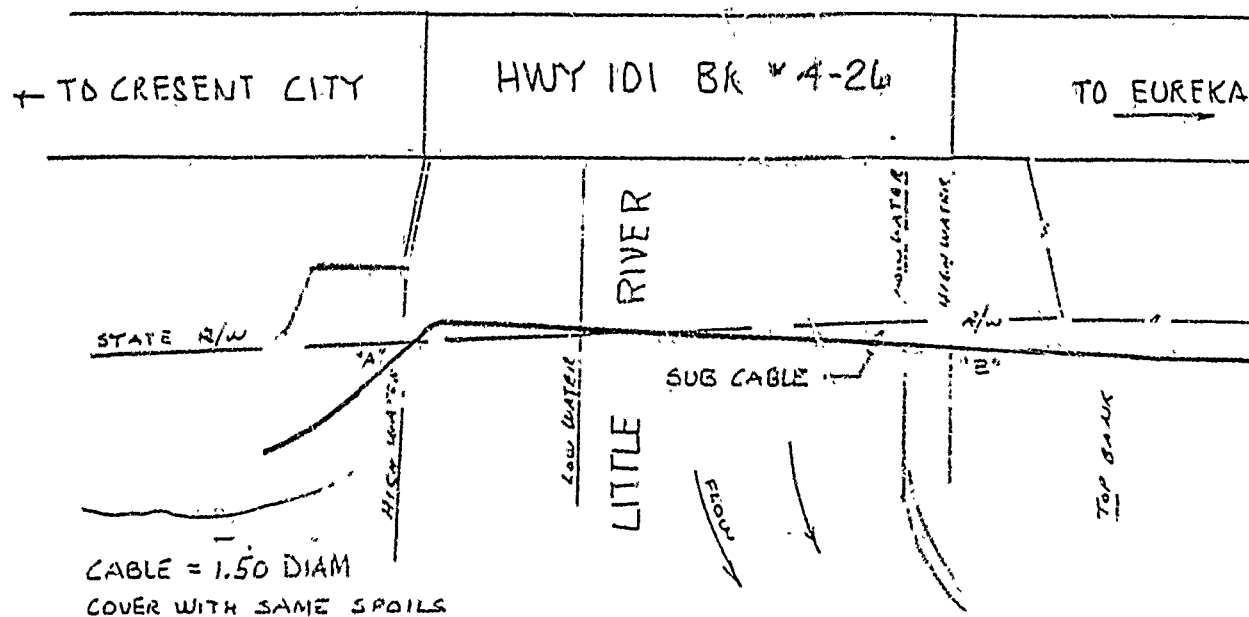 ← TO CRESENT CITY
HWY 101 BR # 4-26
TO EUREKA
LOW WATER
HIGH WATER
LITTLE RIVER
STATE R/W
R/W
"A"
"B"
SUB CABLE
HIGH WATER
LOW WATER
FLOW
TOP BANK
CABLE = 1.50 DIAM
COVER WITH SAME SPOILS